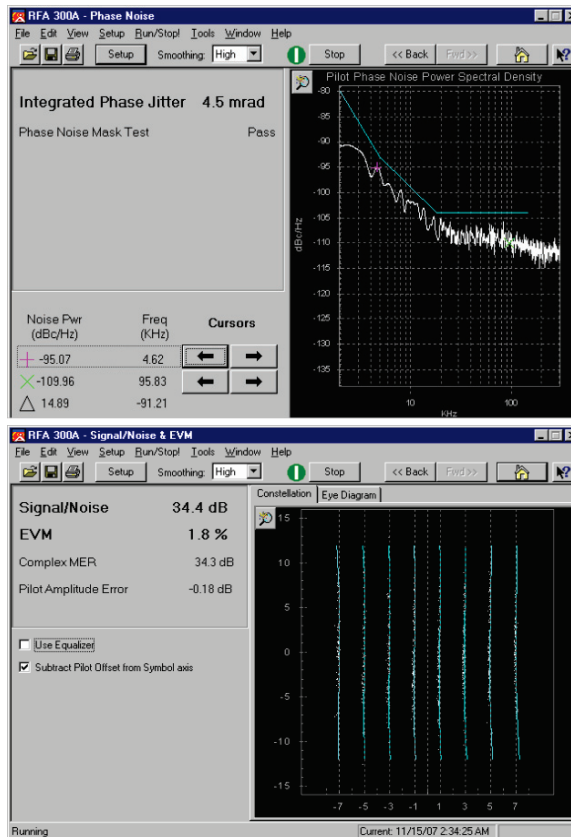 RFA 300A - Phase Noise
File Edit View Setup Run/Stop! Tools Window Help
Setup Smoothing: High Stop << Back Fwd >>
Integrated Phase Jitter 4.5 mrad
Phase Noise Mask Test Pass
Noise Pwr (dBc/Hz) Freq (KHz) Cursors
-95.07 4.62
-109.96 95.83
14.89 -91.21
Pilot Phase Noise Power Spectral Density
-80
-85
-90
-95
-100
-105
-110
-115
-120
-125
-130
-135
dBc/Hz
10 100
KHz
RFA 300A - Signal/Noise & EVM
File Edit View Setup Run/Stop! Tools Window Help
Setup Smoothing: High Stop << Back Fwd >>
Signal/Noise 34.4 dB
EVM 1.8 %
Complex MER 34.3 dB
Pilot Amplitude Error -0.18 dB
Use Equalizer
Subtract Pilot Offset from Symbol axis
Constellation Eye Diagram
15
10
5
0
-5
-10
-15
-7 -5 -3 -1 1 3 5 7
Running Current: 11/15/07 2:34:25 AM